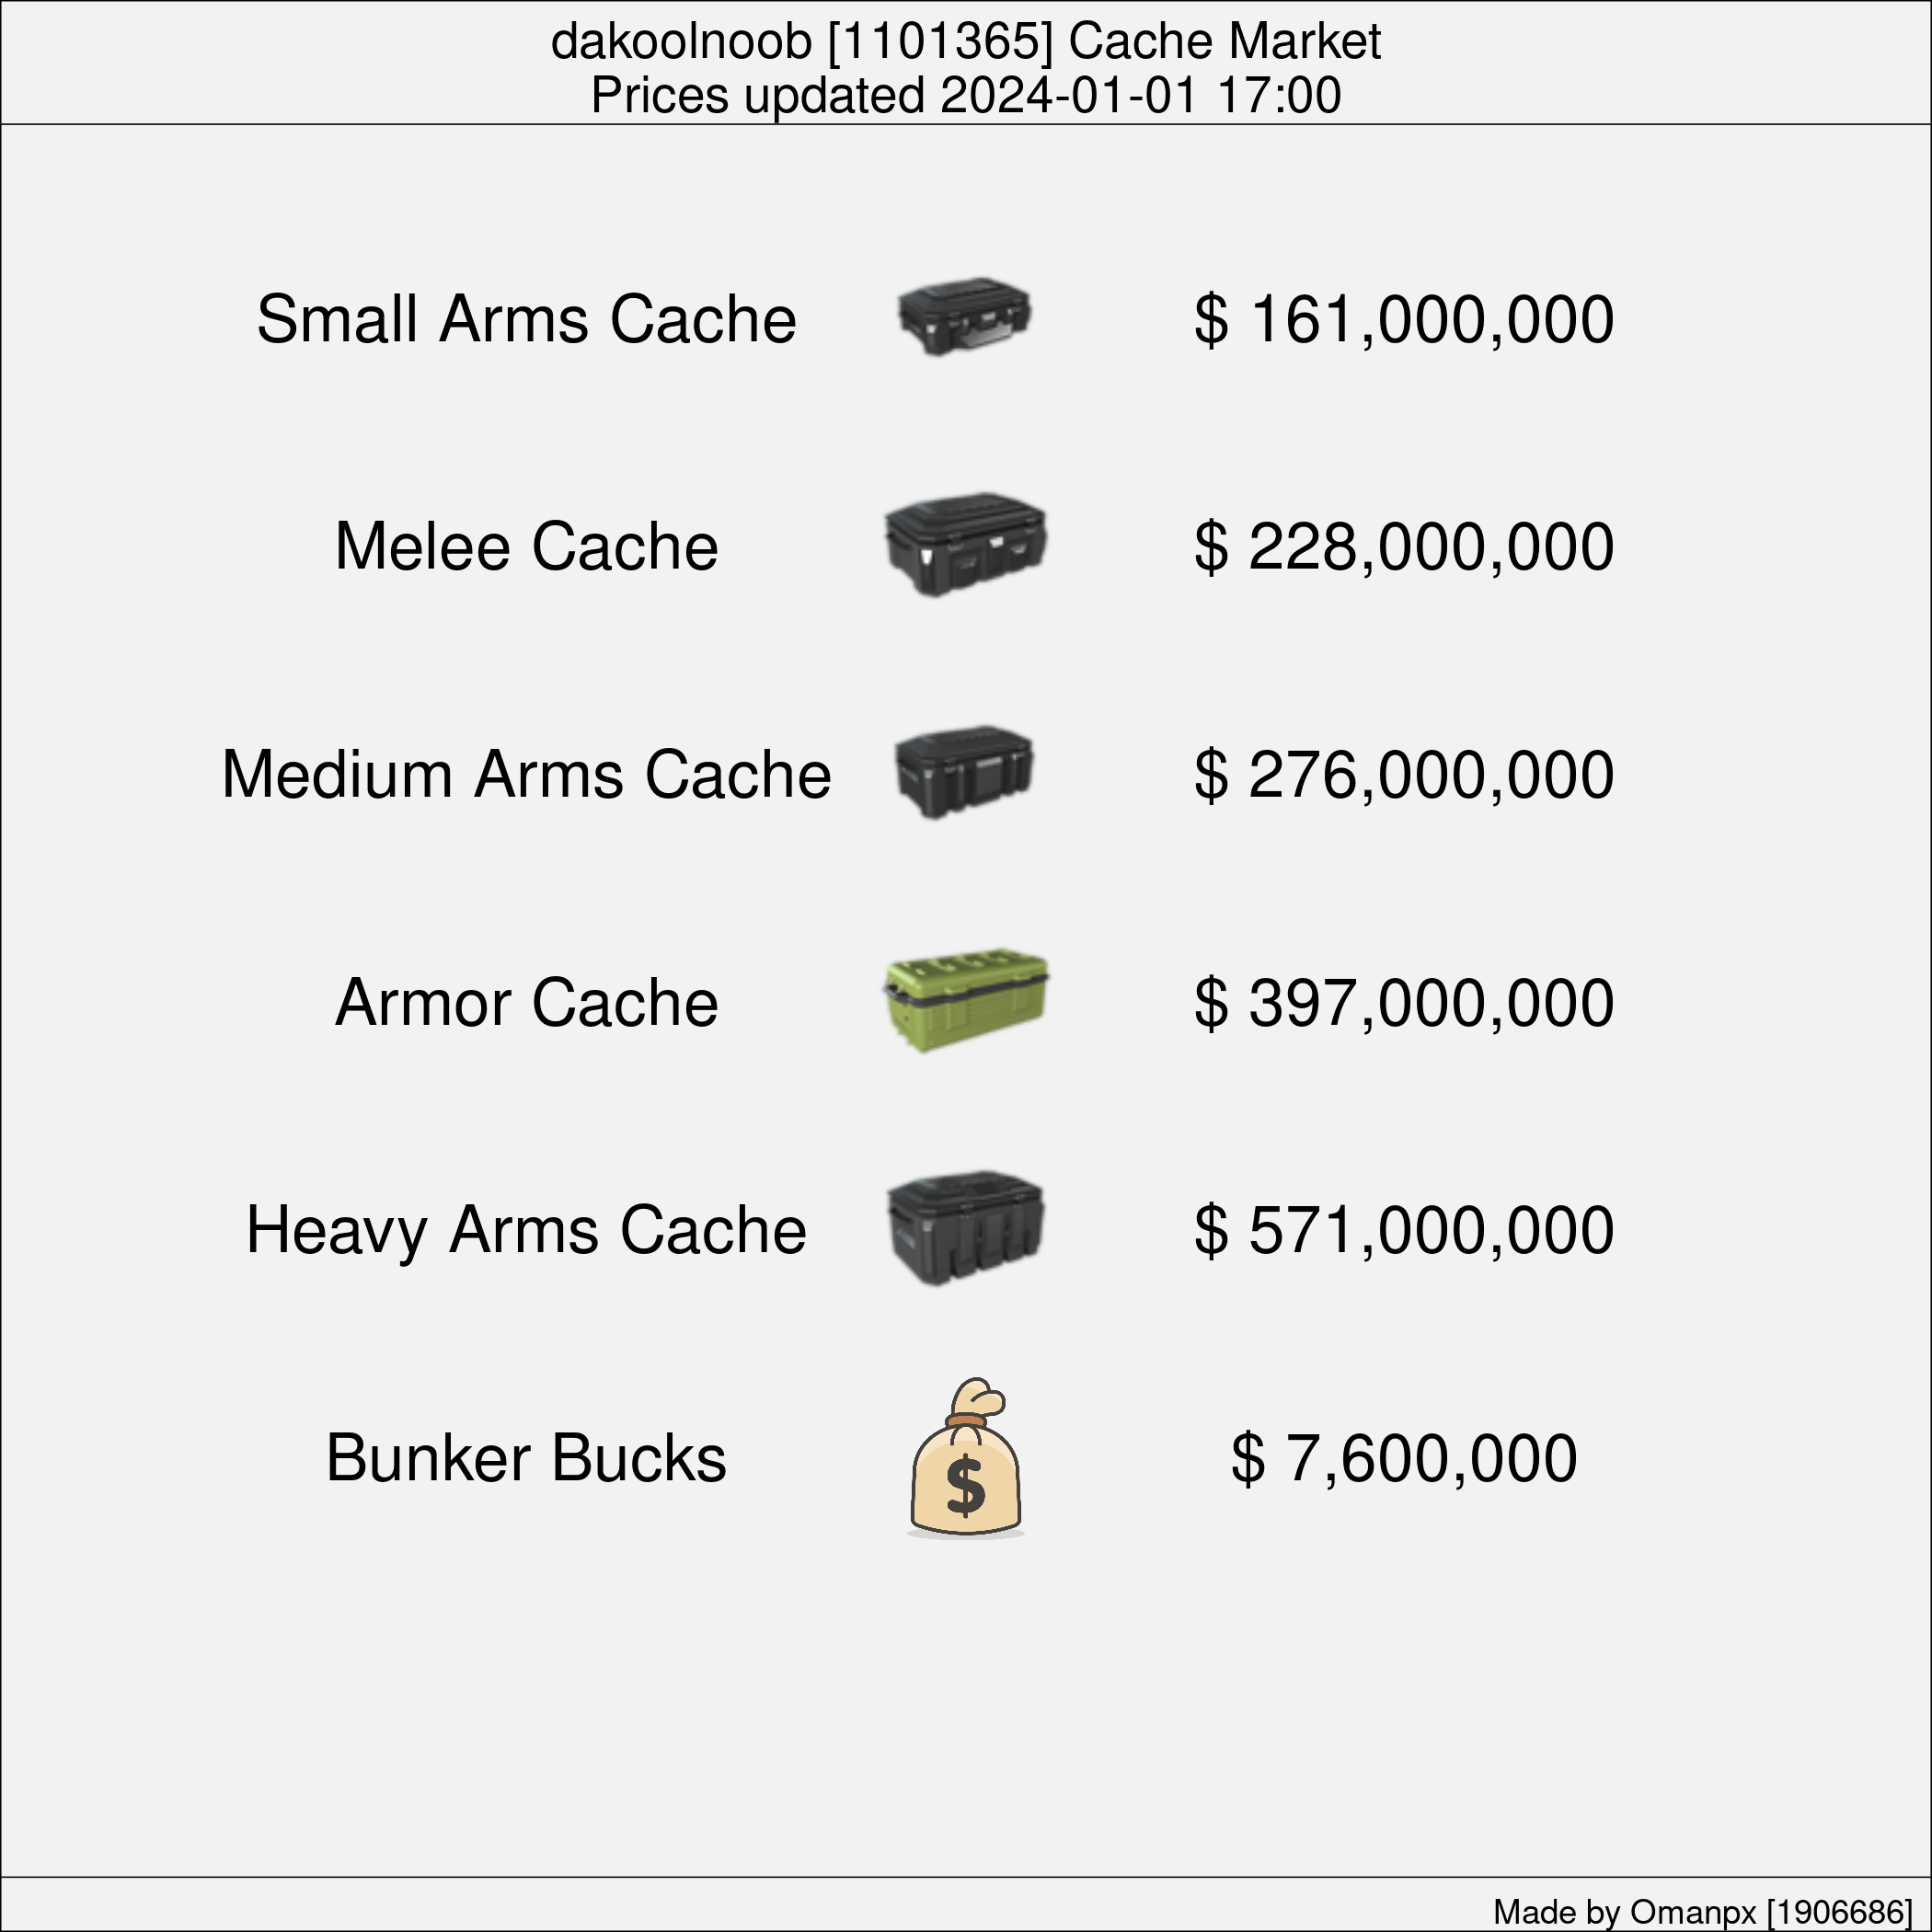 dakoolnoob [1101365] Cache Market
Prices updated 2024-01-01 17:00
Small Arms Cache $ 161,000,000
Melee Cache $ 228,000,000
Medium Arms Cache $ 276,000,000
Armor Cache $ 397,000,000
Heavy Arms Cache $ 571,000,000
Bunker Bucks $ $ 7,600,000
Made by Omanpx [1906686]